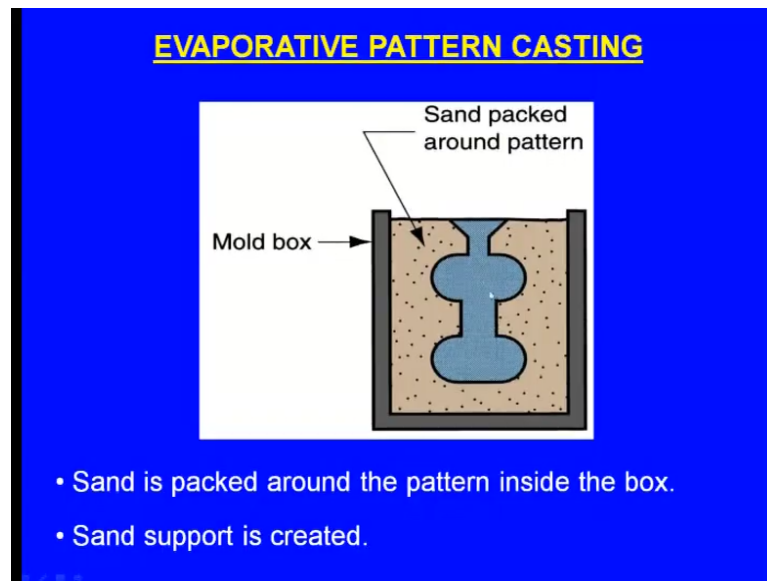 EVAPORATIVE PATTERN CASTING
Sand packed
around pattern
Mold box
• Sand is packed around the pattern inside the box.
• Sand support is created.